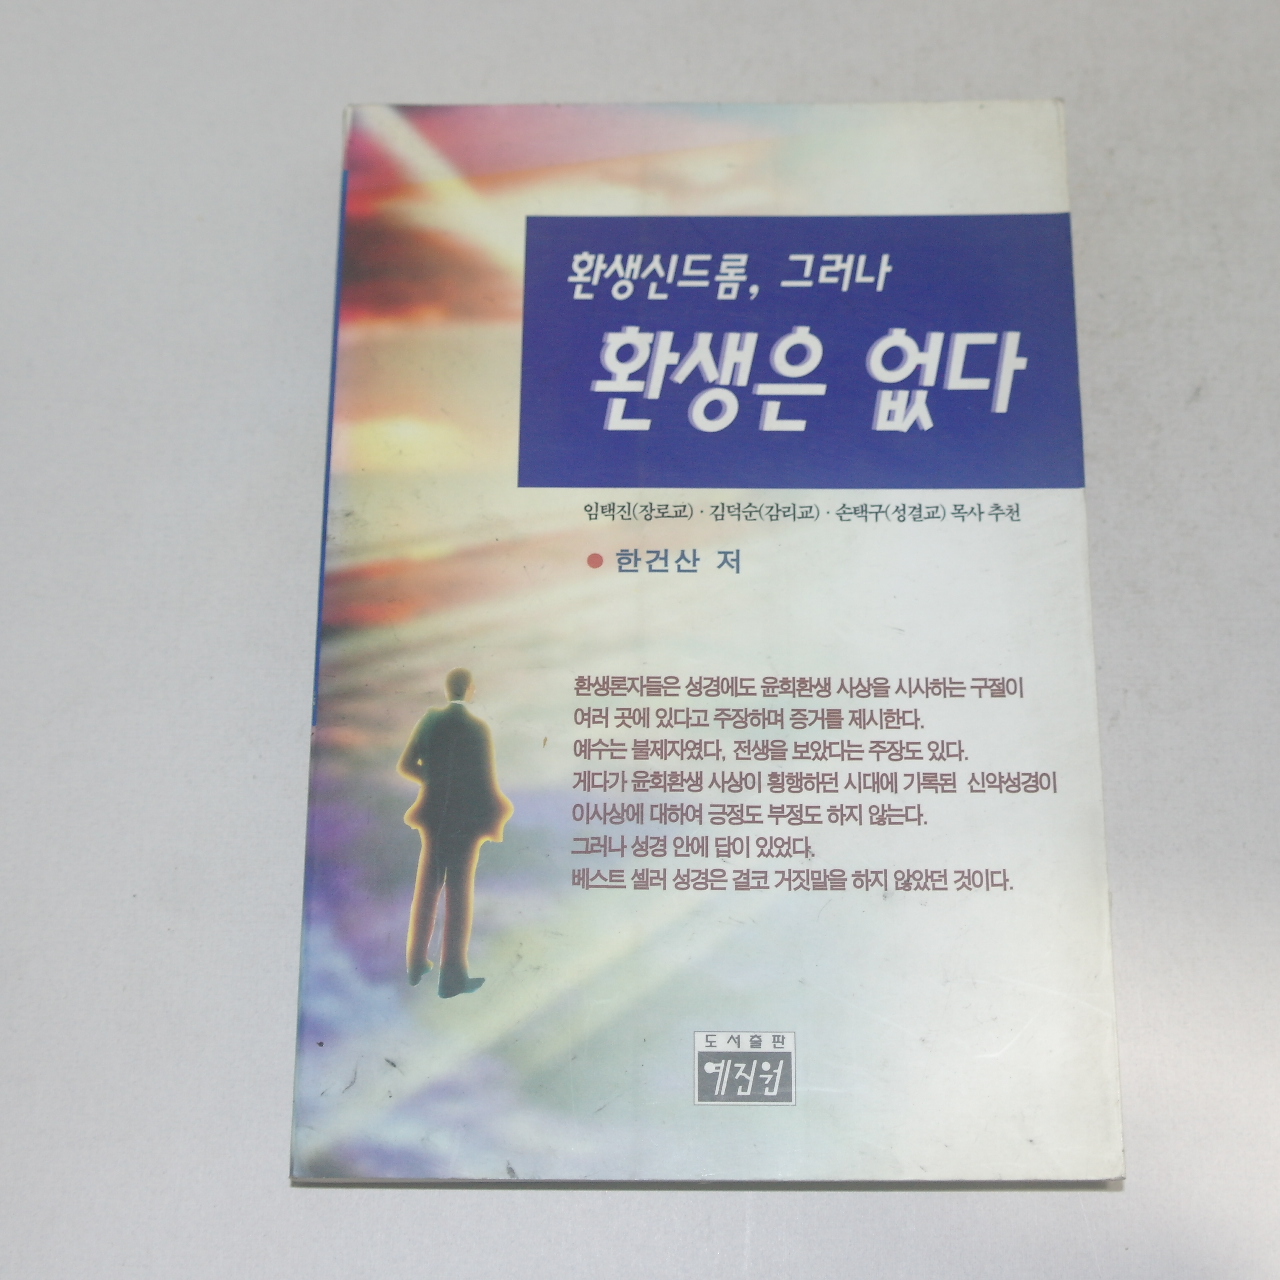 환생신드롬, 그러나
환생은 없다
임택진(장로교)·김덕순(감리교)·손택구(성결교) 목사 추천
● 한건산 저
환생론자들은 성경에도 윤회환생 사상을 시사하는 구절이
여러 곳에 있다고 주장하며 증거를 제시한다.
예수는 불제자였다, 전생을 보았다는 주장도 있다.
게다가 윤회환생 사상이 횡행하던 시대에 기록된 신약성경이
이사상에 대하여 긍정도 부정도 하지 않는다.
그러나 성경 안에 답이 있었다.
베스트 셀러 성경은 결코 거짓말을 하지 않았던 것이다.
도서출판
예진원